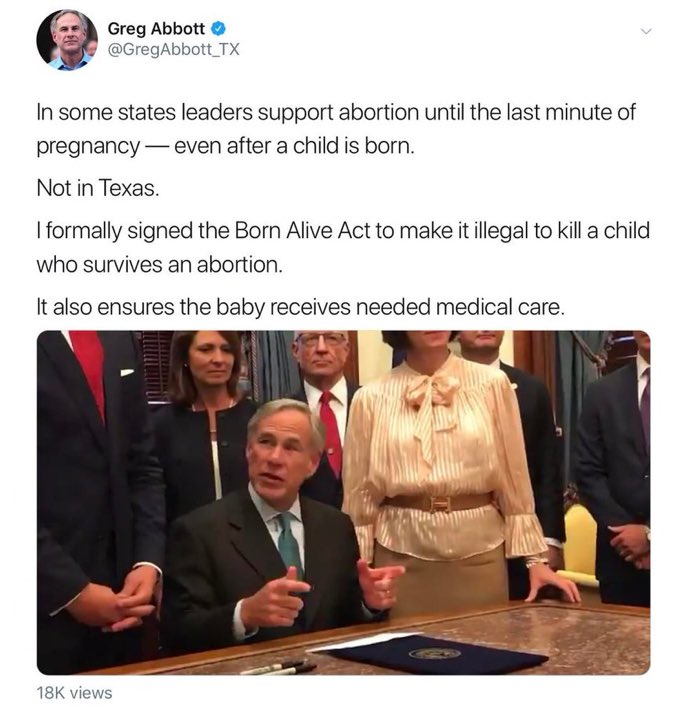 Greg Abbott
@GregAbbott_TX
In some states leaders support abortion until the last minute of
pregnancy — even after a child is born.
Not in Texas.
I formally signed the Born Alive Act to make it illegal to kill a child
who survives an abortion.
It also ensures the baby receives needed medical care.
18K views